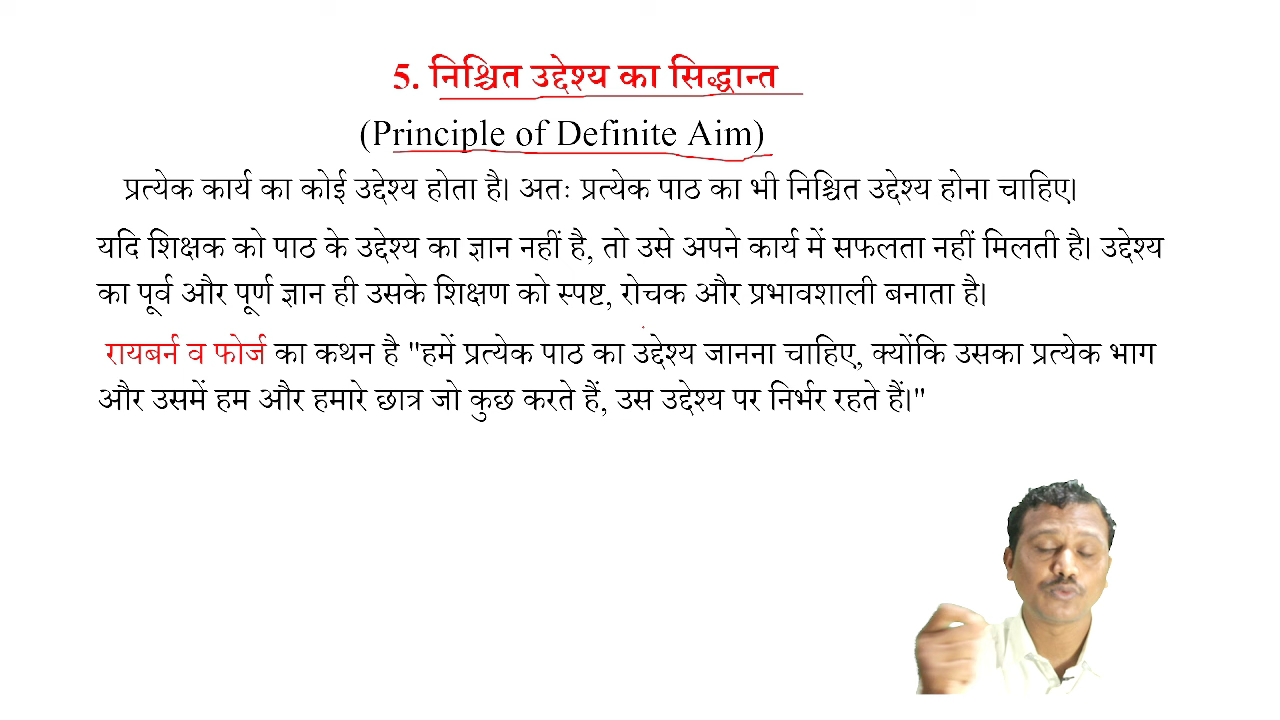 5. निश्चित उद्देश्य का सिद्धान्त
(Principle of Definite Aim)
प्रत्येक कार्य का कोई उद्देश्य होता है। अतः प्रत्येक पाठ का भी निश्चित उद्देश्य होना चाहिए।
यदि शिक्षक को पाठ के उद्देश्य का ज्ञान नहीं है, तो उसे अपने कार्य में सफलता नहीं मिलती है। उद्देश्य
का पूर्व और पूर्ण ज्ञान ही उसके शिक्षण को स्पष्ट, रोचक और प्रभावशाली बनाता है।
रायबर्न व फोर्ज का कथन है "हमें प्रत्येक पाठ का उद्देश्य जानना चाहिए, क्योंकि उसका प्रत्येक भाग
और उसमें हम और हमारे छात्र जो कुछ करते हैं, उस उद्देश्य पर निर्भर रहते हैं।"